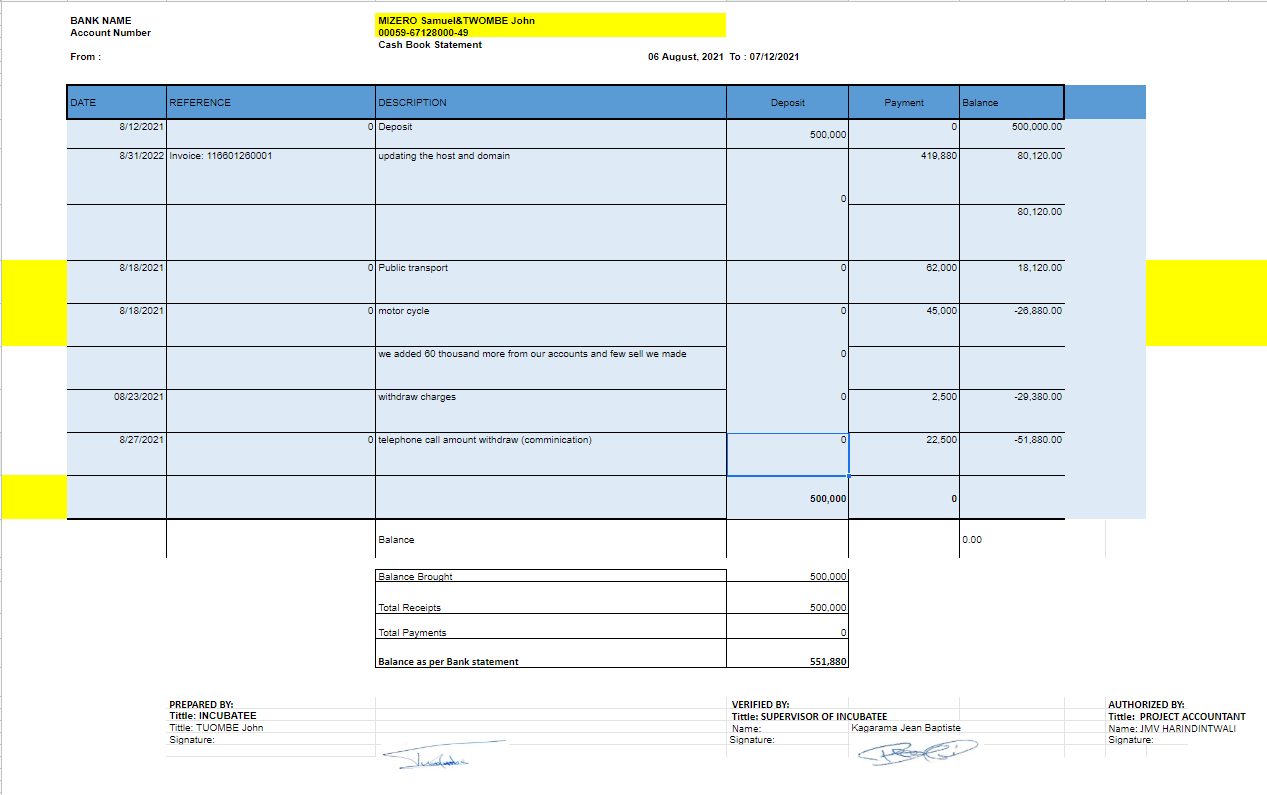 BANK NAME MIZERO Samuel&TWOMBE John
Account Number 00059-67128000-49
Cash Book Statement
From : 06 August, 2021 To : 07/12/2021
DATE REFERENCE DESCRIPTION Deposit Payment Balance
8/12/2021 0 Deposit 500,000 0 500,000.00
8/31/2022 Invoice: 116601260001 updating the host and domain 0 419,880 80,120.00
80,120.00
8/18/2021 0 Public transport 0 62,000 18,120.00
8/18/2021 0 motor cycle 0 45,000 -26,880.00
we added 60 thousand more from our accounts and few sell we made 0
08/23/2021 withdraw charges 0 2,500 -29,380.00
8/27/2021 0 telephone call amount withdraw (comminication) 0 22,500 -51,880.00
500,000 0
Balance 0.00
Balance Brought 500,000
Total Receipts 500,000
Total Payments 0
Balance as per Bank statement 551,880
PREPARED BY: VERIFIED BY: AUTHORIZED BY:
Tittle: INCUBATEE Tittle: SUPERVISOR OF INCUBATEE Tittle: PROJECT ACCOUNTANT
Tittle: TUOMBE John Name: Kagarama Jean Baptiste Name: JMV HARINDINTWALI
Signature: Signature: Signature: